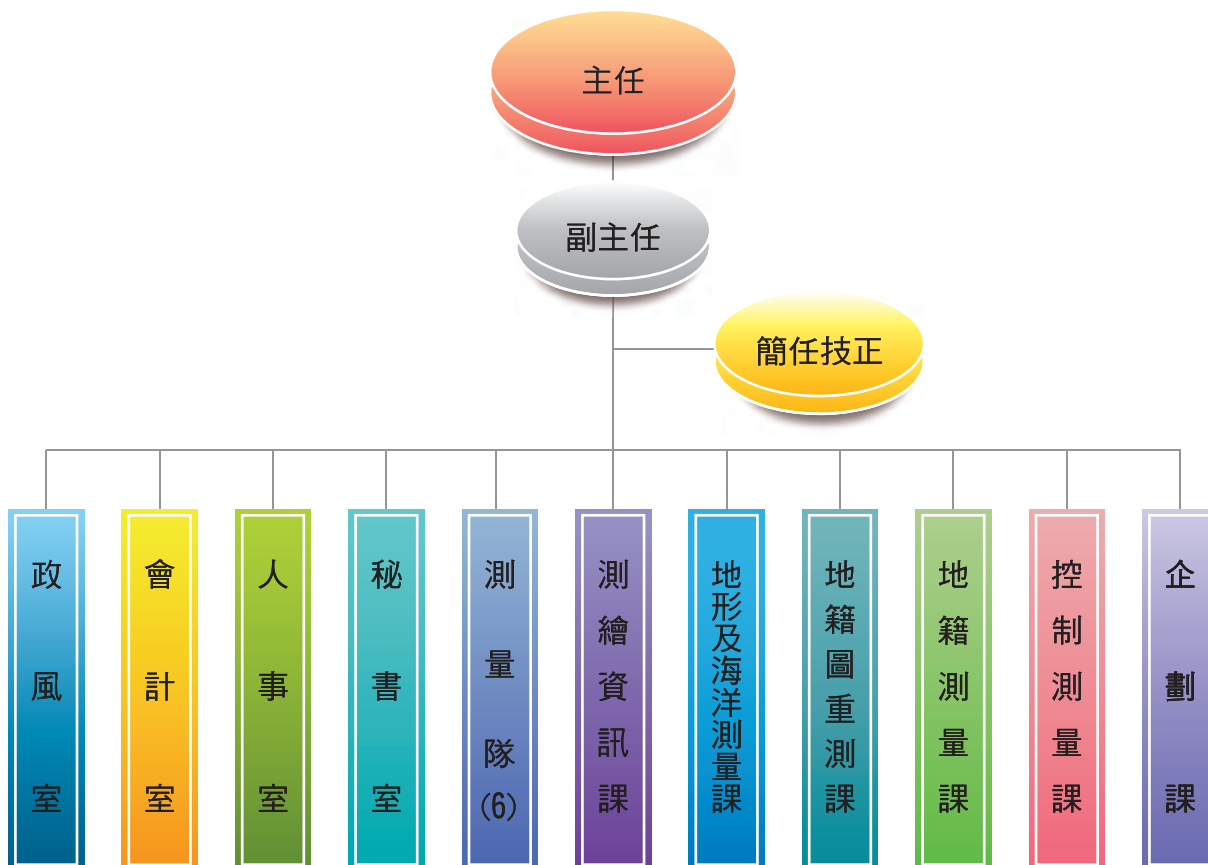 主任
副主任
簡任技正
政風室
會計室
人事室
秘書室
測量隊(6)
測繪資訊課
地形及海洋測量課
地籍圖重測課
地籍測量課
控制測量課
企劃課